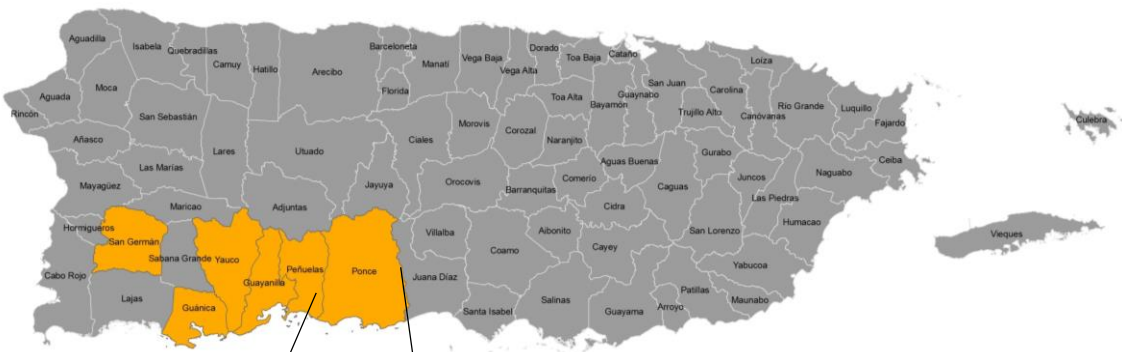 Aguadilla
Isabela
Quebradillas
Camuy
Hatillo
Arecibo
Barceloneta
Manatí
Vega Baja
Vega Alta
Dorado
Toa Baja
Cataño
San Juan
Carolina
Loíza
Río Grande
Luquillo
Fajardo
Culebra
Moca
Florida
Toa Alta
Bayamón
Guaynabo
Trujillo Alto
Canóvanas
Rincón
Aguada
San Sebastián
Morovis
Corozal
Naranjito
Añasco
Lares
Utuado
Ciales
Aguas Buenas
Gurabo
Ceiba
Las Marías
Orocovis
Barranquitas
Comerío
Caguas
Juncos
Naguabo
Mayagüez
Jayuya
Las Piedras
Maricao
Adjuntas
Cidra
Humacao
Hormigueros
San Germán
Villalba
Aibonito
San Lorenzo
Vieques
Sabana Grande
Yauco
Guayanilla
Peñuelas
Ponce
Coamo
Cayey
Yabucoa
Cabo Rojo
Juana Díaz
Lajas
Guánica
Santa Isabel
Salinas
Guayama
Arroyo
Patillas
Maunabo